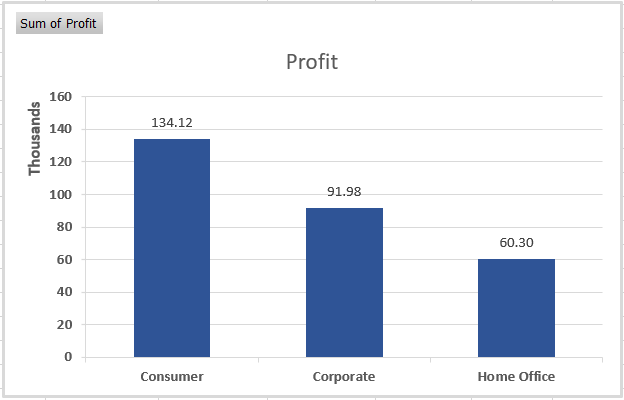 Sum of Profit
Profit
Thousands
160
140
120
100
80
60
40
20
0
134.12
91.98
60.30
Consumer
Corporate
Home Office